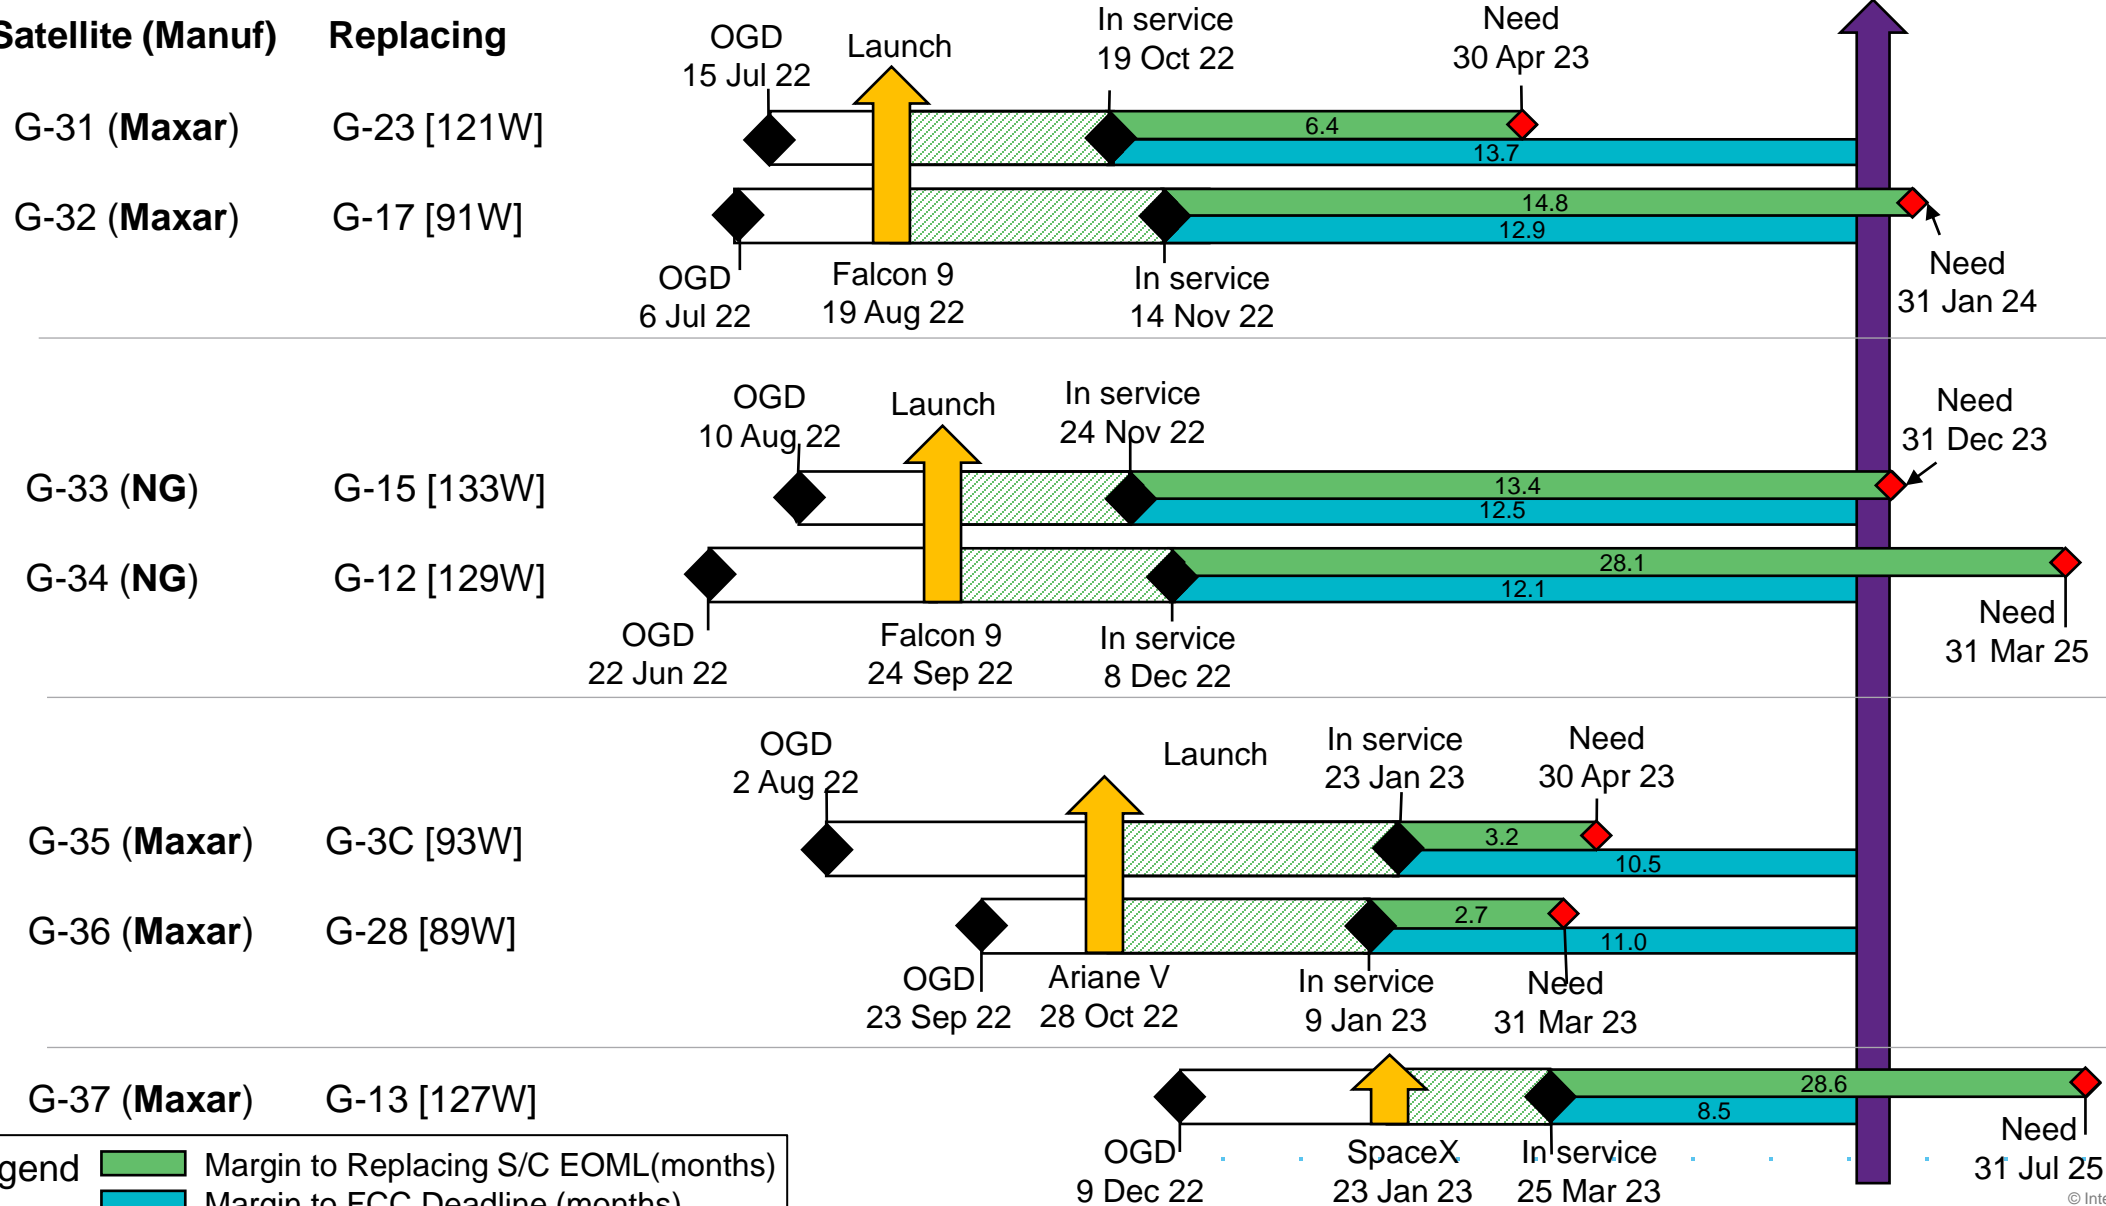 Satellite (Manuf) Replacing
OGD
15 Jul 22
Launch
In service
19 Oct 22
Need
30 Apr 23
G-31 (Maxar) G-23 [121W]
6.4
13.7
G-32 (Maxar) G-17 [91W]
14.8
12.9
OGD
6 Jul 22
Falcon 9
19 Aug 22
In service
14 Nov 22
Need
31 Jan 24
OGD
10 Aug 22
Launch
In service
24 Nov 22
Need
31 Dec 23
G-33 (NG) G-15 [133W]
13.4
12.5
G-34 (NG) G-12 [129W]
28.1
12.1
OGD
22 Jun 22
Falcon 9
24 Sep 22
In service
8 Dec 22
Need
31 Mar 25
OGD
2 Aug 22
Launch
In service
23 Jan 23
Need
30 Apr 23
G-35 (Maxar) G-3C [93W]
3.2
10.5
G-36 (Maxar) G-28 [89W]
2.7
11.0
OGD
23 Sep 22
Ariane V
28 Oct 22
In service
9 Jan 23
Need
31 Mar 23
G-37 (Maxar) G-13 [127W]
28.6
8.5
OGD
9 Dec 22
SpaceX
23 Jan 23
In service
25 Mar 23
Need
31 Jul 25
gend
Margin to Replacing S/C EOML(months)
Margin to FCC Deadline (months)
© Inte